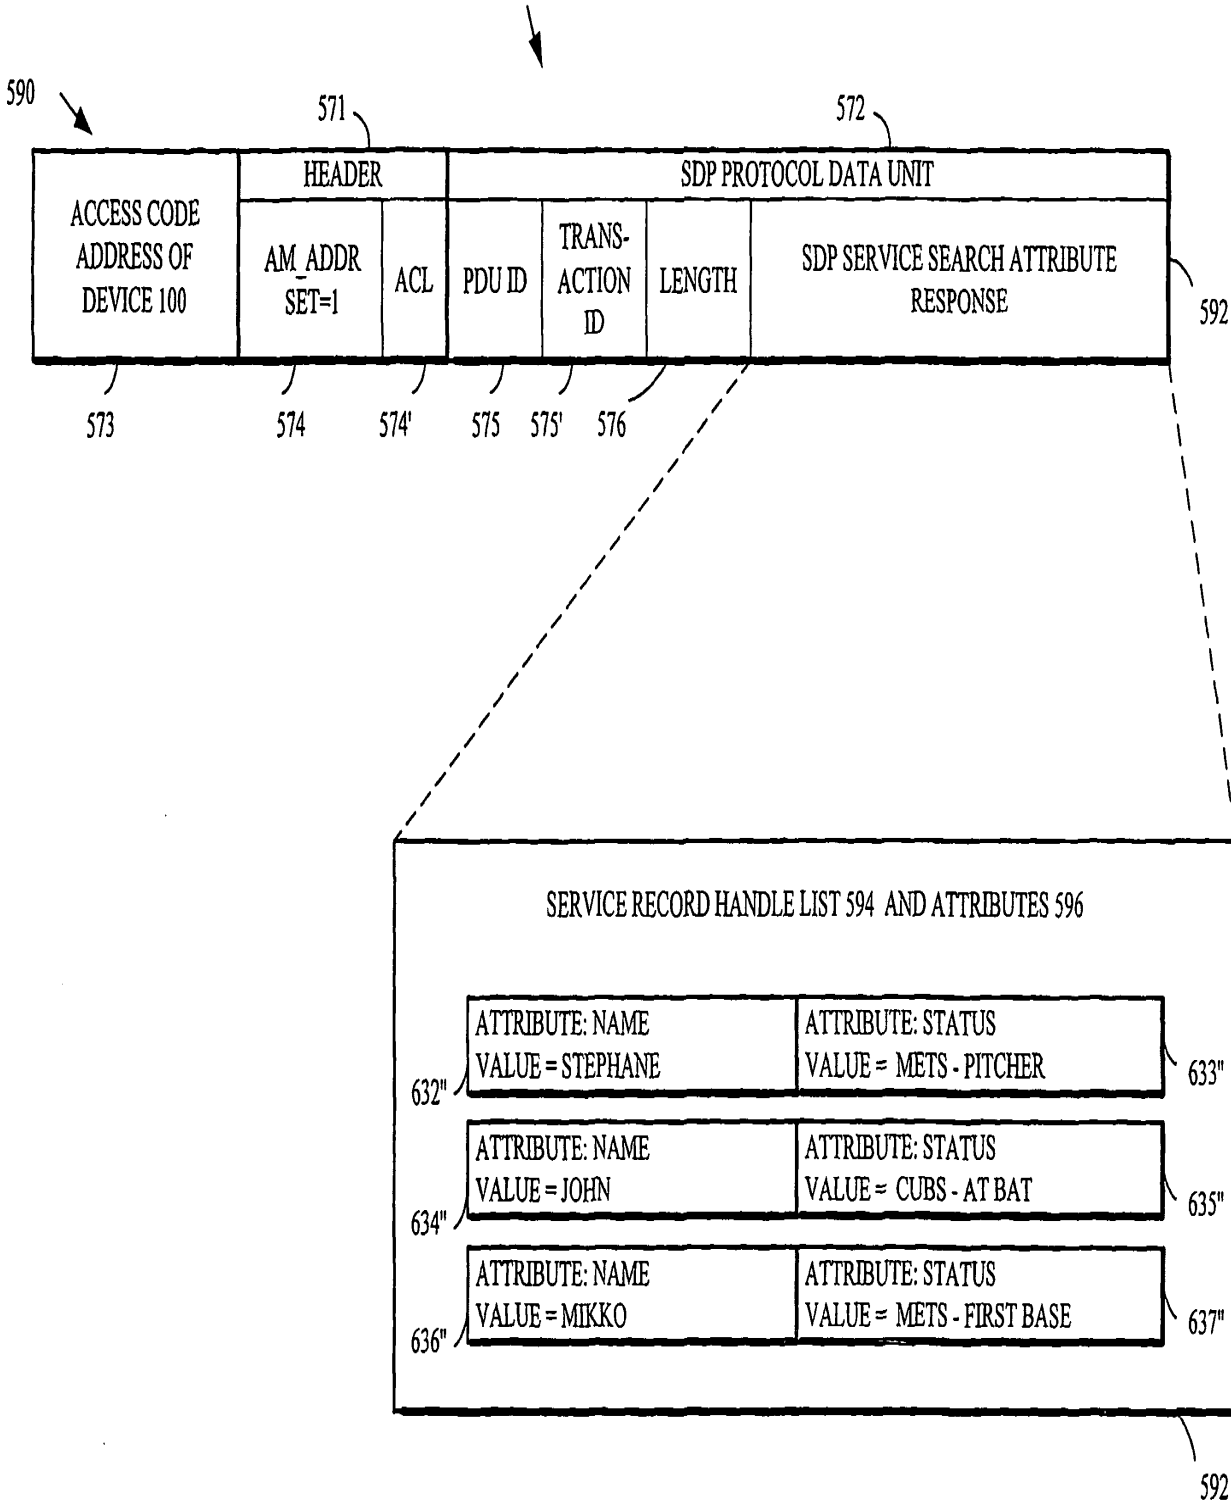 590
571
572
HEADER
SDP PROTOCOL DATA UNIT
ACCESS CODE
ADDRESS OF
DEVICE 100
AM_ADDR
SET=1
ACL
PDU ID
TRANS-
ACTION
ID
LENGTH
SDP SERVICE SEARCH ATTRIBUTE
RESPONSE
592
573
574
574'
575
575'
576
SERVICE RECORD HANDLE LIST 594 AND ATTRIBUTES 596
ATTRIBUTE: NAME
VALUE = STEPHANE
ATTRIBUTE: STATUS
VALUE = METS - PITCHER
632"
633"
ATTRIBUTE: NAME
VALUE = JOHN
ATTRIBUTE: STATUS
VALUE = CUBS - AT BAT
634"
635"
ATTRIBUTE: NAME
VALUE = MIKKO
ATTRIBUTE: STATUS
VALUE = METS - FIRST BASE
636"
637"
592